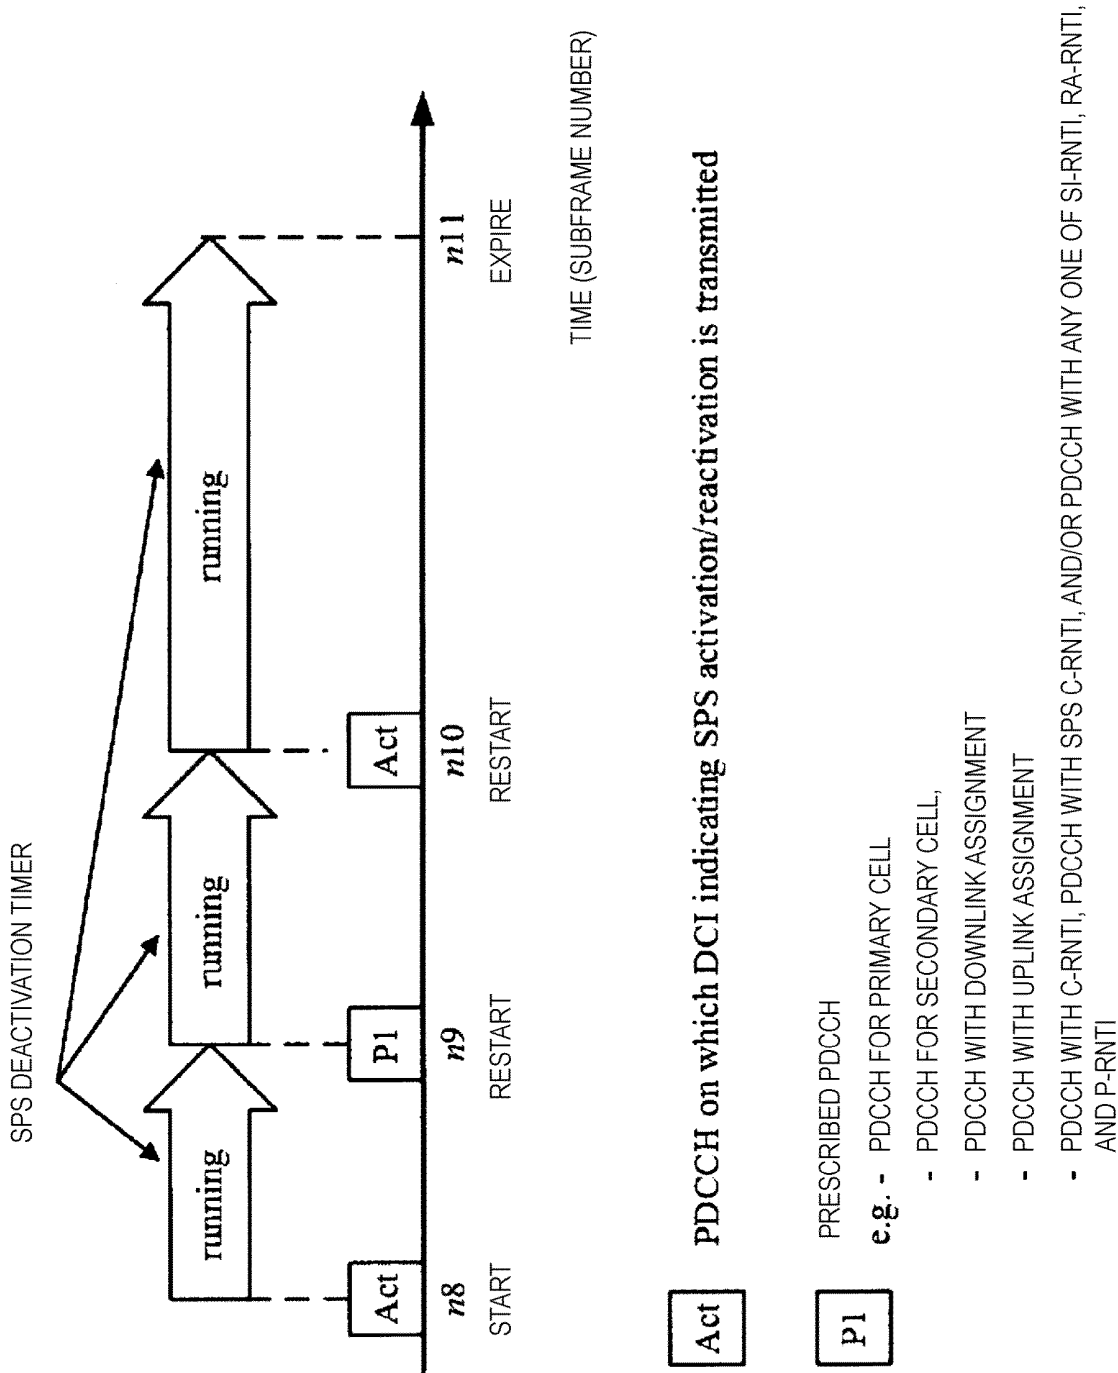 SPS DEACTIVATION TIMER
running
running
running
Act
P1
Act
n8
n9
n10
n11
START
RESTART
RESTART
EXPIRE
TIME (SUBFRAME NUMBER)
Act
PDCCH on which DCI indicating SPS activation/reactivation is transmitted
P1
PRESCRIBED PDCCH
e.g. - PDCCH FOR PRIMARY CELL
- PDCCH FOR SECONDARY CELL,
- PDCCH WITH DOWNLINK ASSIGNMENT
- PDCCH WITH UPLINK ASSIGNMENT
- PDCCH WITH C-RNTI, PDCCH WITH SPS C-RNTI, AND/OR PDCCH WITH ANY ONE OF SI-RNTI, RA-RNTI,
AND P-RNTI